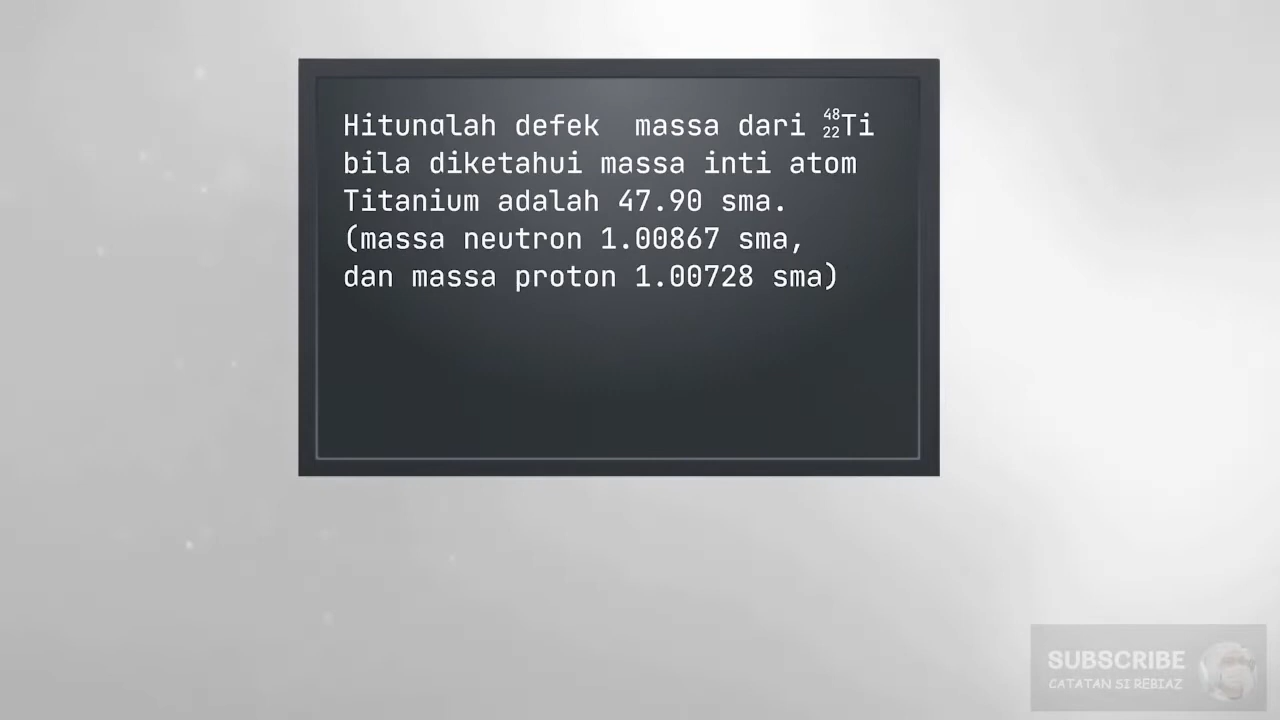 Hitunglah defek massa dari ⁴⁸₂₂Ti
bila diketahui massa inti atom
Titanium adalah 47.90 sma.
(massa neutron 1.00867 sma,
dan massa proton 1.00728 sma)
SUBSCRIBE
CATATAN SI REBIAZ